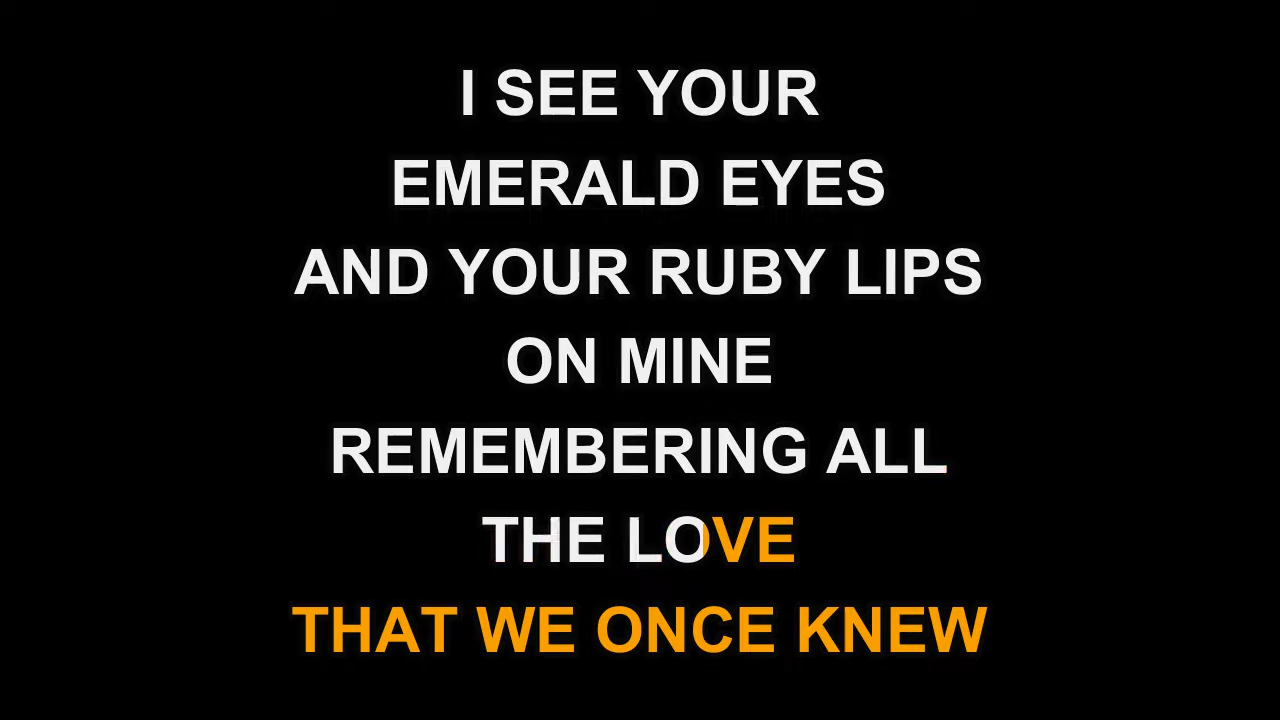 I SEE YOUR
EMERALD EYES
AND YOUR RUBY LIPS
ON MINE
REMEMBERING ALL
THE LOVE
THAT WE ONCE KNEW